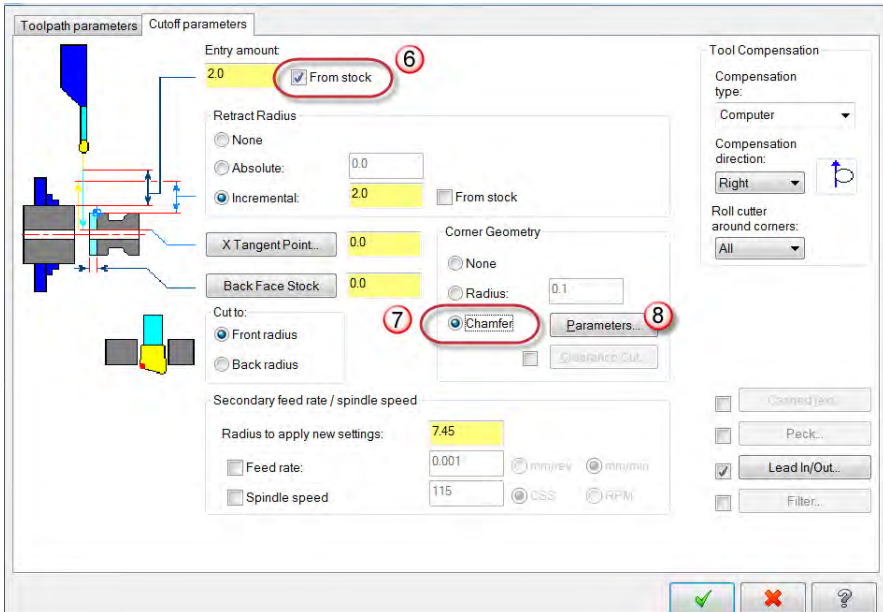 Toolpath parameters Cutoff parameters
Entry amount:
2.0 From stock 6
Retract Radius
None
Absolute: 0.0
Incremental: 2.0 From stock
X Tangent Point... 0.0
Back Face Stock 0.0
Cut to:
Front radius
Back radius
Corner Geometry
None
Radius: 0.1
7 Chamfer Parameters... 8
Clearance Cut...
Secondary feed rate / spindle speed
Radius to apply new settings: 7.45
Feed rate: 0.001 mm/rev mm/min
Spindle speed 115 CSS RPM
Tool Compensation
Compensation
type:
Computer
Compensation
direction:
Right
Roll cutter
around corners:
All
Peck...
Lead In/Out...
Filter...